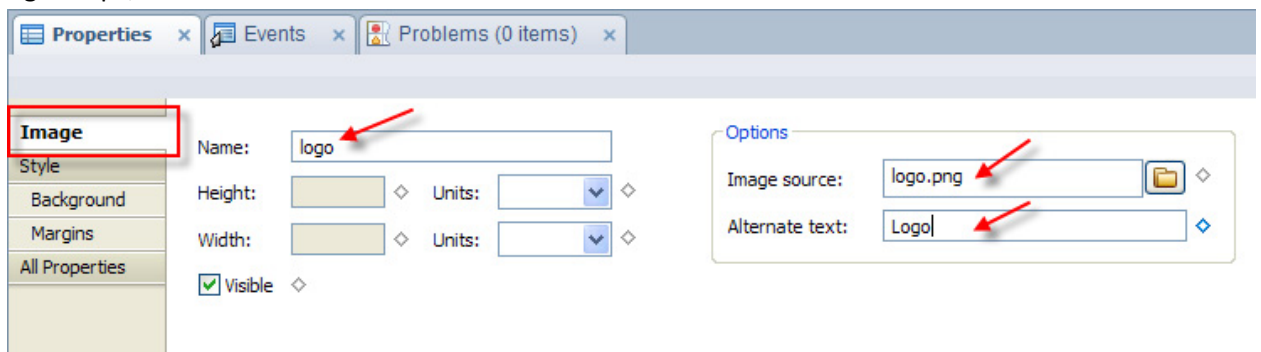 Properties
Events
Problems (0 items)
Image
Style
Background
Margins
All Properties
Name: logo
Height: Units:
Width: Units:
Visible
Options
Image source: logo.png
Alternate text: Logo